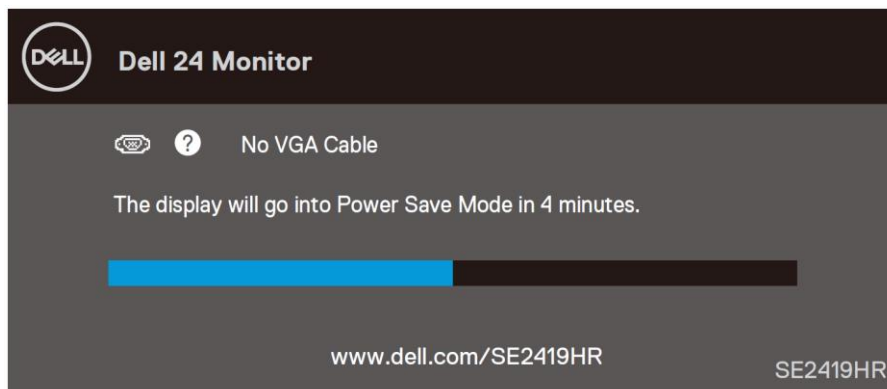 DELL
Dell 24 Monitor
? No VGA Cable
The display will go into Power Save Mode in 4 minutes.
www.dell.com/SE2419HR
SE2419HR